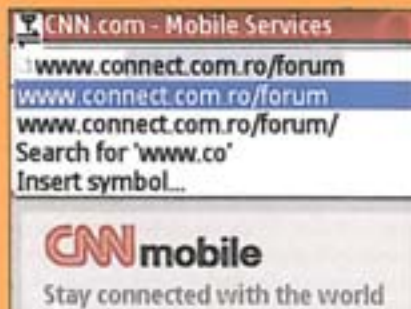 CNN.com - Mobile Services
www.connect.com.ro/forum
www.connect.com.ro/forum
www.connect.com.ro/forum/
Search for 'www.co'
Insert symbol...
CNN mobile
Stay connected with the world